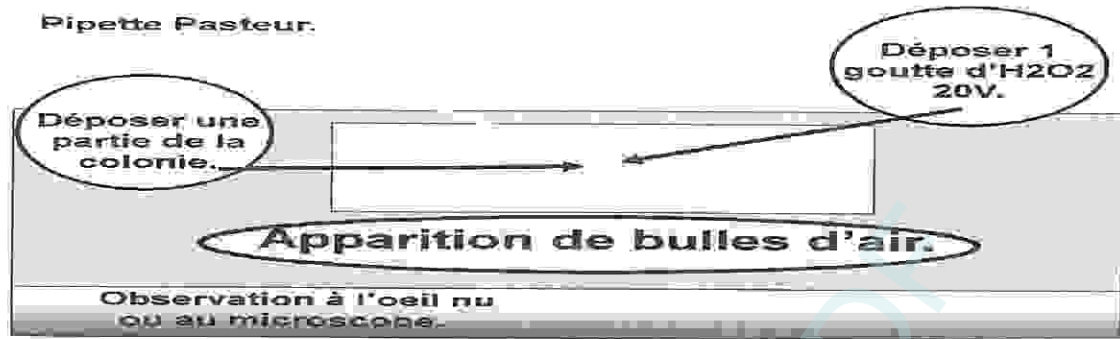 Pipette Pasteur.
Déposer 1
goutte d'H2O2
20V.
Déposer une
partie de la
colonie.
Apparition de bulles d'air.
Observation à l'oeil nu
ou au microscope.